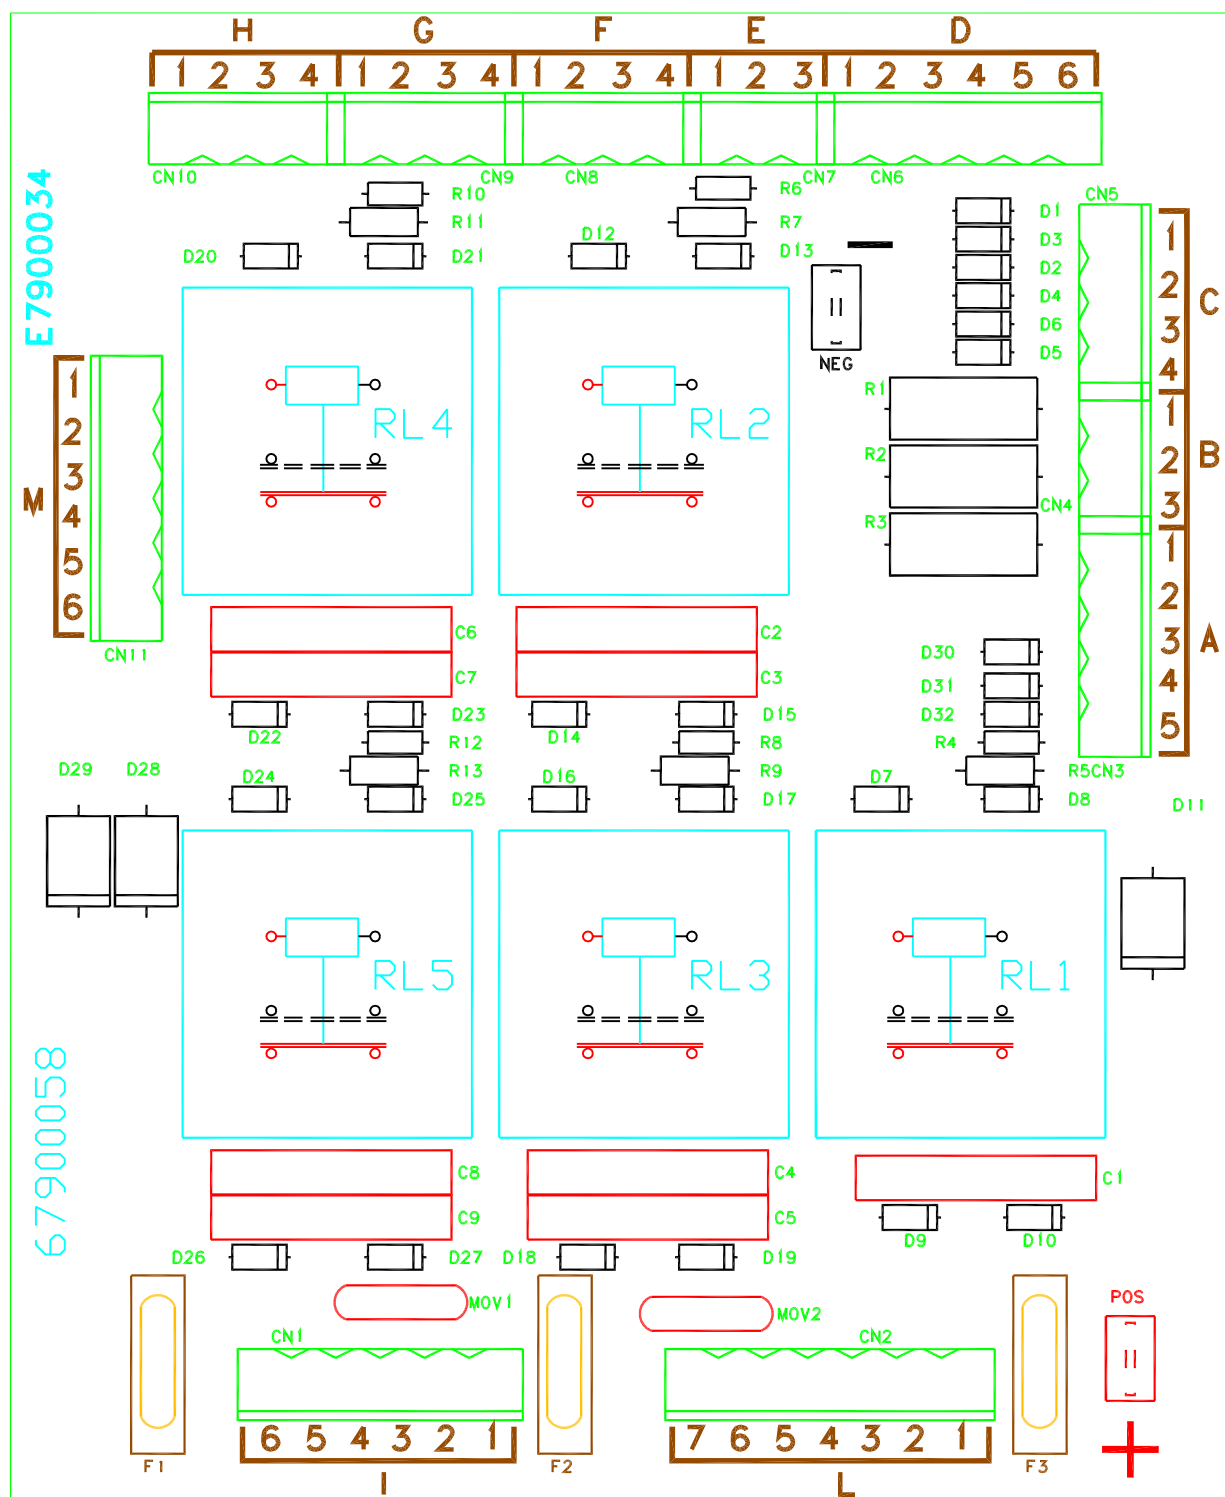 H G F E D
1 2 3 4 1 2 3 4 1 2 3 4 1 2 3 1 2 3 4 5 6
CN10 CN9 CN8 CN7 CN6 CN5
E7900034
R10 R6 D1
R11 R7 D3
D20 D21 D12 D13 D2
D4
D6
NEG D5
1 2 3 4 C
1 2 3 B
1 2 3 4 5 A
M 1 2 3 4 5 6
RL4 RL2
R1
R2
CN4
R3
CN11
C6 C2
C7 C3
D30
D31
D22 D23 D14 D15 D32
R12 R8 R4
D29 D28 D24 R13 D16 R9 D7 R5 CN3
D25 D17 D8 D11
RL5 RL3 RL1
67900058
C8 C4 C1
C9 C5
D9 D10
D26 D27 D18 D19
MOV1 MOV2 POS
CN1 CN2
6 5 4 3 2 1 7 6 5 4 3 2 1
F1 I F2 L F3